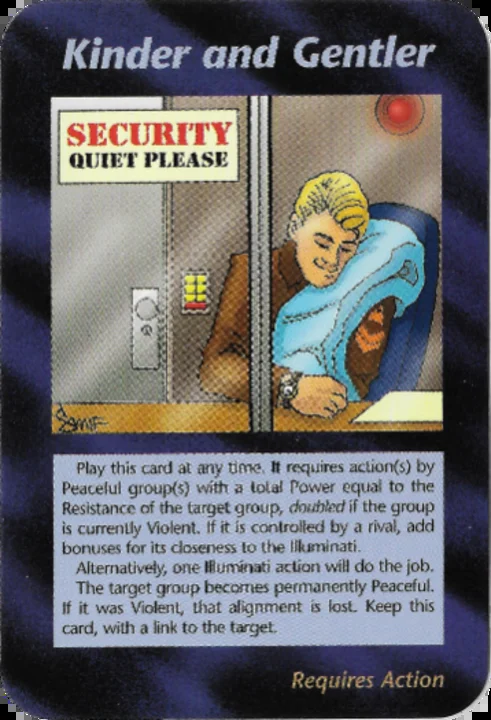 Kinder and Gentler
SECURITY
QUIET PLEASE
Play this card at any time. It requires action(s) by
Peaceful group(s) with a total Power equal to the
Resistance of the target group, doubled if the group
is currently Violent. If it is controlled by a rival, add
bonuses for its closeness to the Illuminati.
Alternatively, one Illuminati action will do the job.
The target group becomes permanently Peaceful.
If it was Violent, that alignment is lost. Keep this
card, with a link to the target.
Requires Action